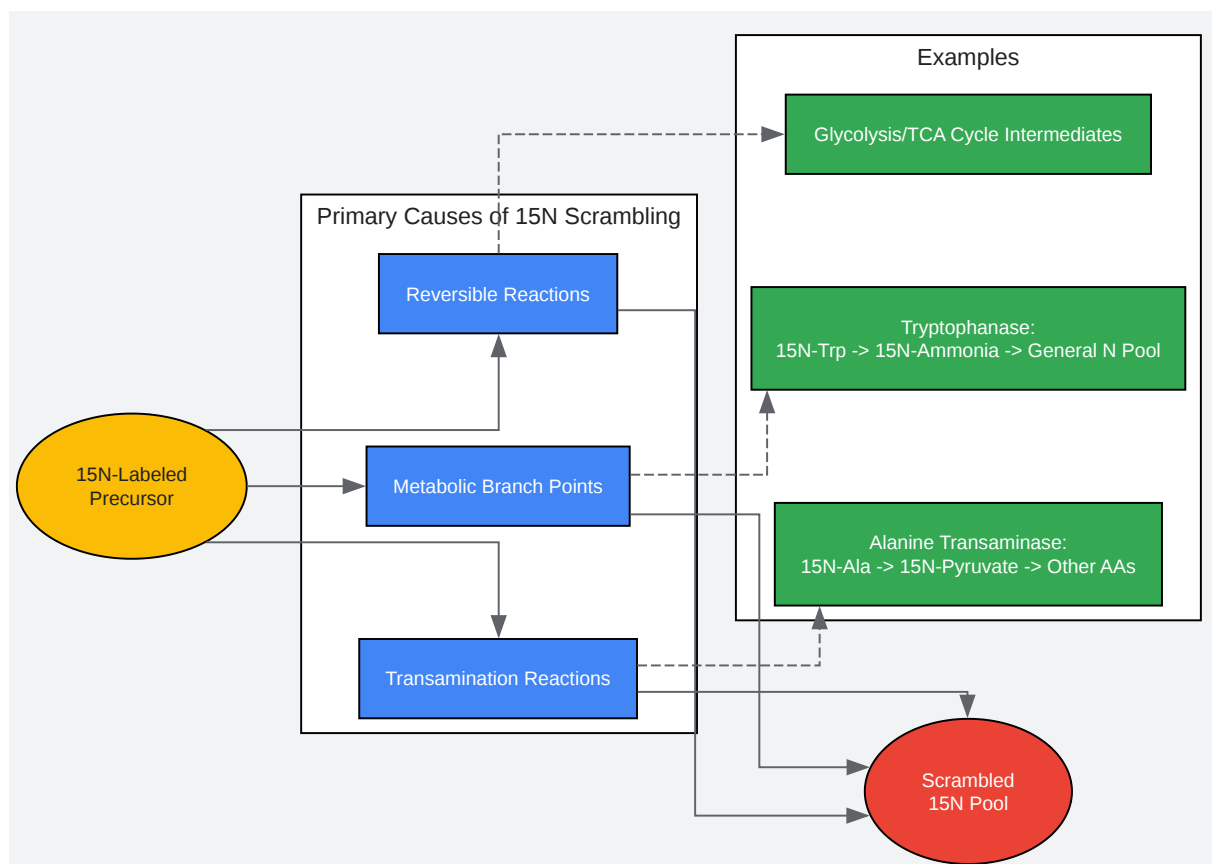 Examples
Glycolysis/TCA Cycle Intermediates
Primary Causes of 15N Scrambling
Reversible Reactions
Tryptophanase:
15N-Trp -> 15N-Ammonia -> General N Pool
15N-Labeled
Precursor
Metabolic Branch Points
Alanine Transaminase:
15N-Ala -> 15N-Pyruvate -> Other AAs
Transamination Reactions
Scrambled
15N Pool